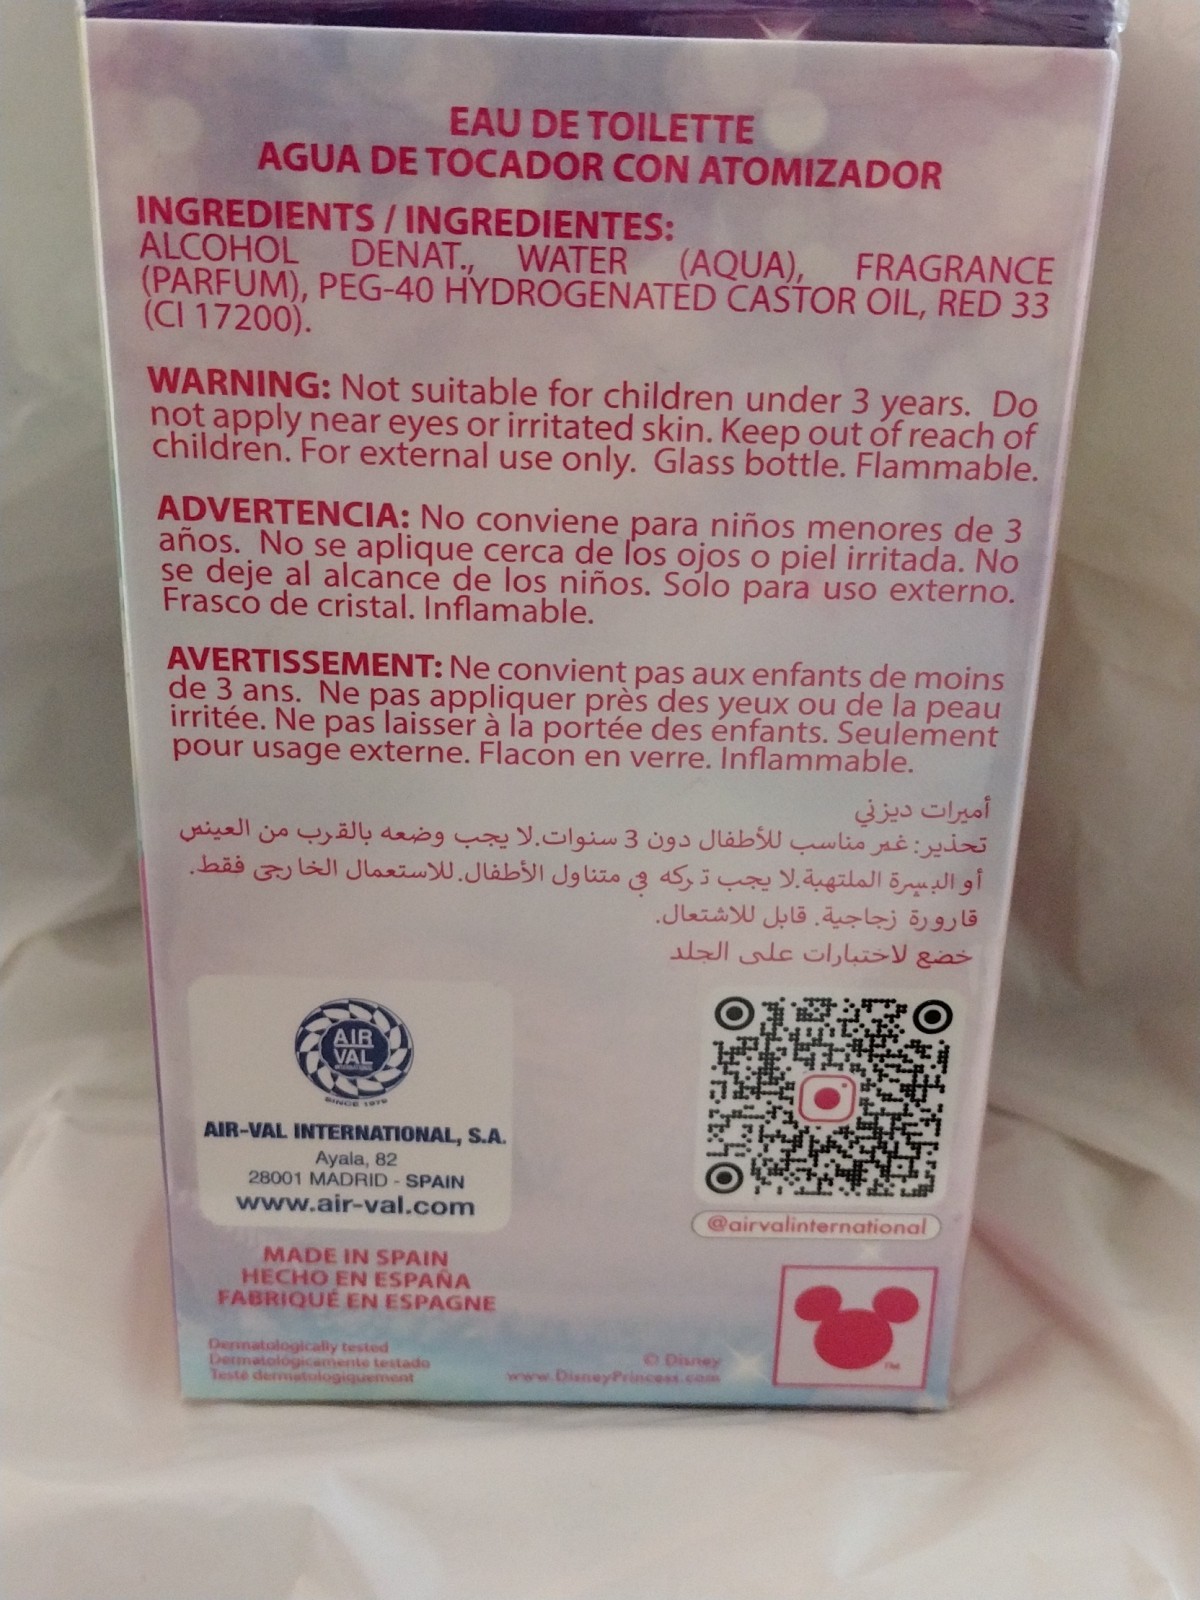 EAU DE TOILETTE
AGUA DE TOCADOR CON ATOMIZADOR
INGREDIENTS / INGREDIENTES:
ALCOHOL DENAT., WATER (AQUA), FRAGRANCE
(PARFUM), PEG-40 HYDROGENATED CASTOR OIL, RED 33
(CI 17200).
WARNING: Not suitable for children under 3 years. Do
not apply near eyes or irritated skin. Keep out of reach of
children. For external use only. Glass bottle. Flammable.
ADVERTENCIA: No conviene para niños menores de 3
años. No se aplique cerca de los ojos o piel irritada. No
se deje al alcance de los niños. Solo para uso externo.
Frasco de cristal. Inflamable.
AVERTISSEMENT: Ne convient pas aux enfants de moins
de 3 ans. Ne pas appliquer près des yeux ou de la peau
irritée. Ne pas laisser à la portée des enfants. Seulement
pour usage externe. Flacon en verre. Inflammable.
أميرات ديزني
تحذير: غير مناسب للأطفال دون 3 سنوات.لا يجب وضعه بالقرب من العينين
أو البشرة الملتهبة.لا يجب تركه في متناول الأطفال.للاستعمال الخارجي فقط.
قارورة زجاجية. قابل للاشتعال.
خضع لاختبارات على الجلد
AIR
VAL
INTERNATIONAL
SINCE 1979
AIR-VAL INTERNATIONAL, S.A.
Ayala, 82
28001 MADRID - SPAIN
www.air-val.com
@airvalinternational
MADE IN SPAIN
HECHO EN ESPAÑA
FABRIQUÉ EN ESPAGNE
Dermatologically tested
Dermatológicamente testado
Testé dermatologiquement
© Disney
www.DisneyPrincess.com
TM